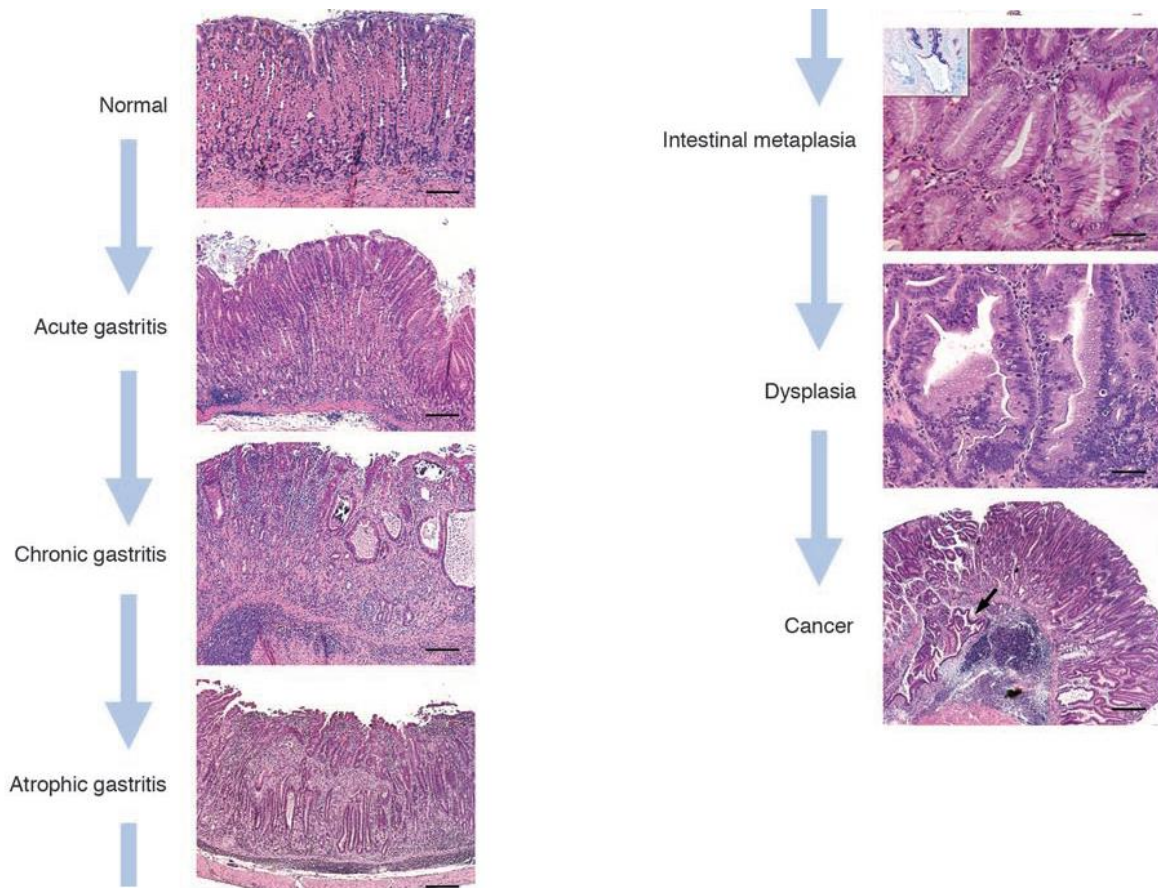 Normal
Acute gastritis
Chronic gastritis
Atrophic gastritis
Intestinal metaplasia
Dysplasia
Cancer